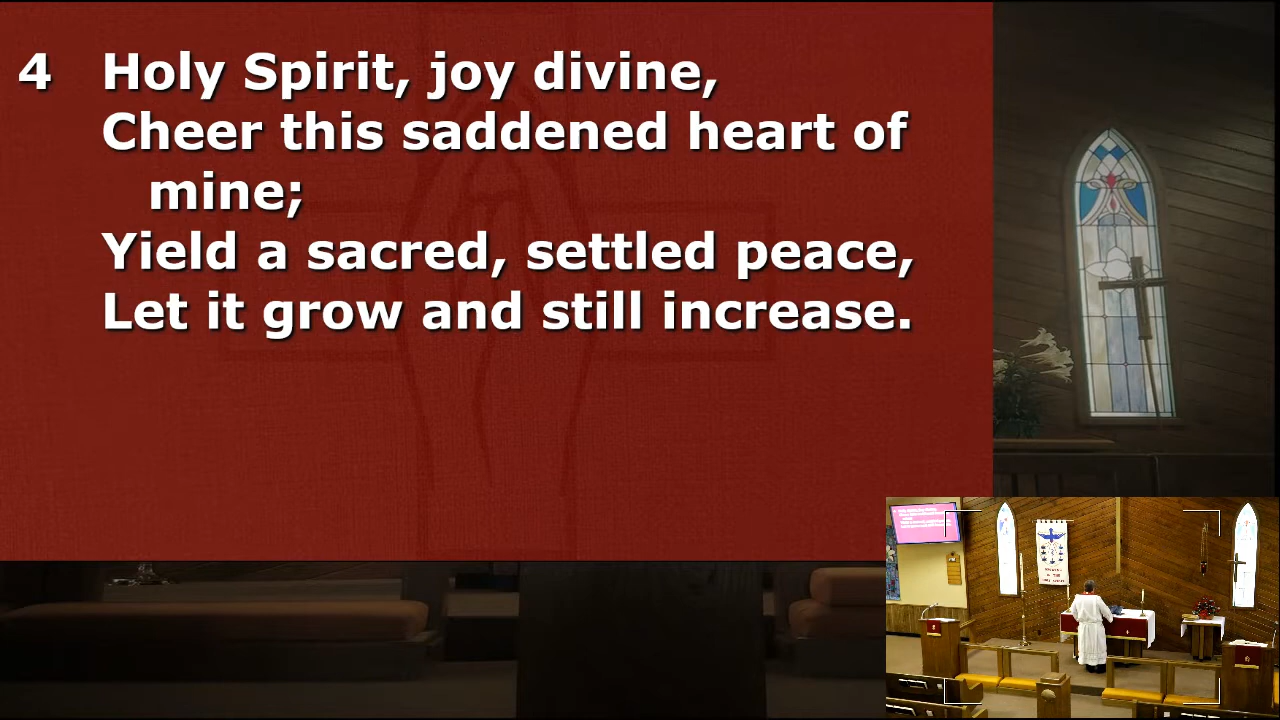 4 Holy Spirit, joy divine,
Cheer this saddened heart of
mine;
Yield a sacred, settled peace,
Let it grow and still increase.